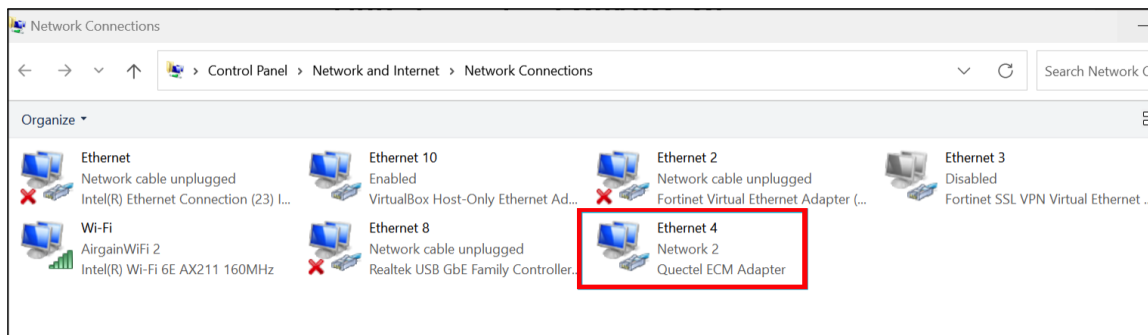 Network Connections
Control Panel > Network and Internet > Network Connections
Search Network C
Organize
Ethernet
Network cable unplugged
Intel(R) Ethernet Connection (23) I...
Ethernet 10
Enabled
VirtualBox Host-Only Ethernet Ad...
Ethernet 2
Network cable unplugged
Fortinet Virtual Ethernet Adapter (...
Ethernet 3
Disabled
Fortinet SSL VPN Virtual Ethernet ...
Wi-Fi
AirgainWiFi 2
Intel(R) Wi-Fi 6E AX211 160MHz
Ethernet 8
Network cable unplugged
Realtek USB GbE Family Controller...
Ethernet 4
Network 2
Quectel ECM Adapter